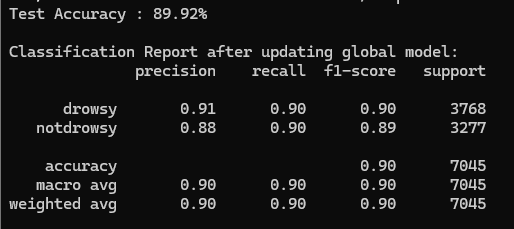 Test Accuracy : 89.92%
Classification Report after updating global model:
precision recall f1-score support
drowsy 0.91 0.90 0.90 3768
notdrowsy 0.88 0.90 0.89 3277
accuracy 0.90 7045
macro avg 0.90 0.90 0.90 7045
weighted avg 0.90 0.90 0.90 7045